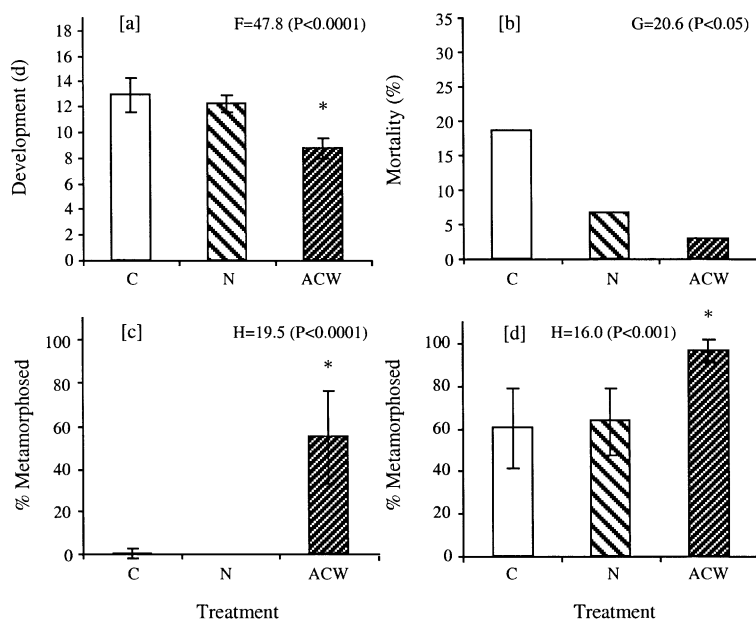 [a] F=47.8 (P<0.0001)
Development (d)
18
16
14
12
10
8
6
4
2
0
*
C N ACW
[b] G=20.6 (P<0.05)
Mortality (%)
35
30
25
20
15
10
5
0
C N ACW
[c] H=19.5 (P<0.0001)
% Metamorphosed
100
80
60
40
20
0
*
C N ACW
Treatment
[d] H=16.0 (P<0.001)
% Metamorphosed
100
80
60
40
20
0
*
C N ACW
Treatment